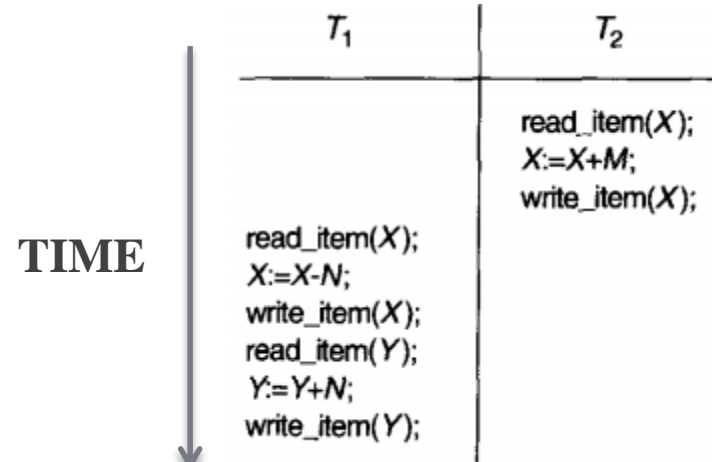 T1 T2
read_item(X);
X:=X+M;
write_item(X);
TIME
read_item(X);
X:=X-N;
write_item(X);
read_item(Y);
Y:=Y+N;
write_item(Y);